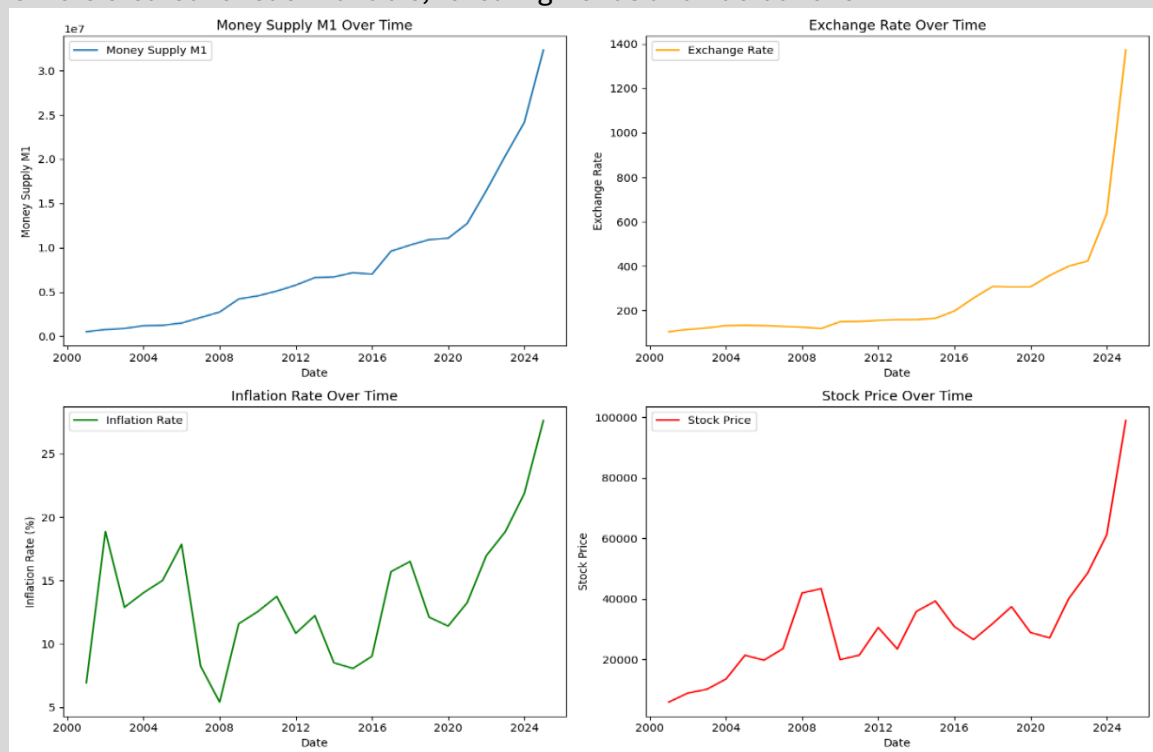 Money Supply M1 Over Time
1e7
Money Supply M1
3.0
2.5
2.0
1.5
1.0
0.5
0.0
Money Supply M1
2000 2004 2008 2012 2016 2020 2024
Date
Exchange Rate Over Time
Exchange Rate
1400
1200
1000
800
600
400
200
Exchange Rate
2000 2004 2008 2012 2016 2020 2024
Date
Inflation Rate Over Time
Inflation Rate
25
20
15
10
5
Inflation Rate (%)
2000 2004 2008 2012 2016 2020 2024
Date
Stock Price Over Time
Stock Price
100000
80000
60000
40000
20000
Stock Price
2000 2004 2008 2012 2016 2020 2024
Date